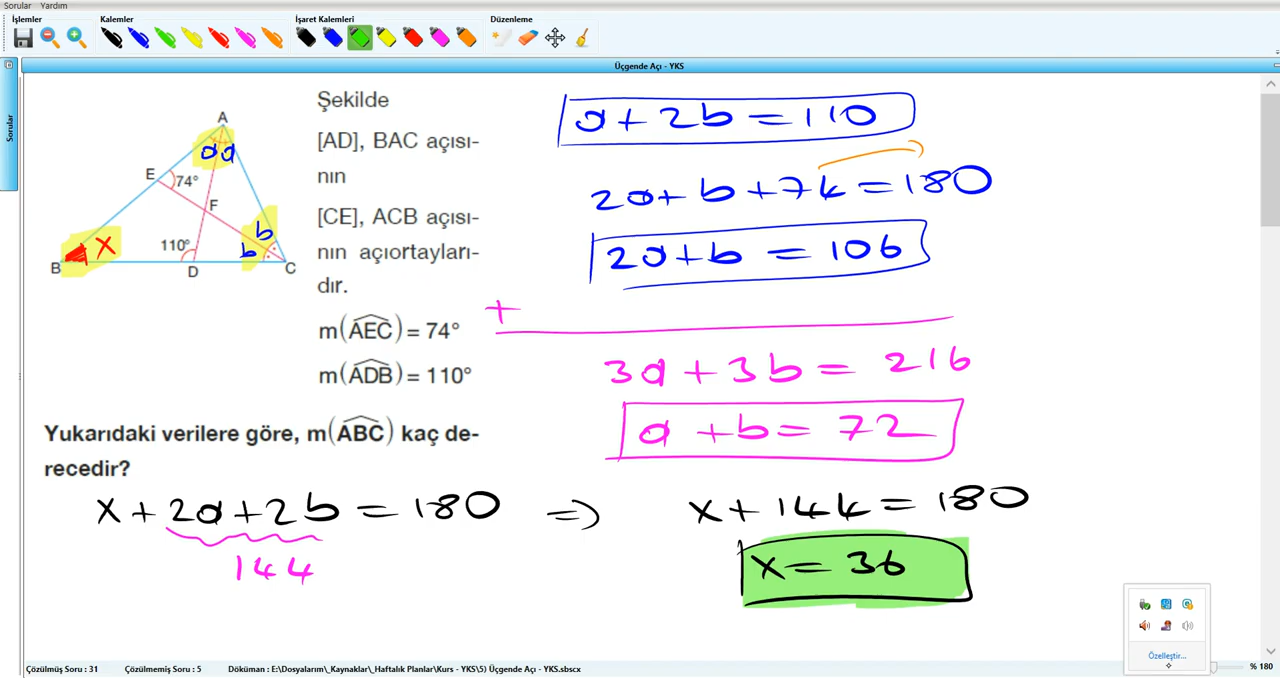 Sorular Yardım
İşlemler Kalemler İşaret Kalemleri Düzenleme
Üçgende Açı - YKS
Sorular
A
a a
E
74°
F
b
b
x
110°
B
D
C
Şekilde
[AD], BAC açısı-
nın
[CE], ACB açısı-
nın açıortayları-
dır.
m(AEC) = 74°
m(ADB) = 110°
Yukarıdaki verilere göre, m(ABC) kaç de-
recedir?
a + 2b = 110
2a + b + 74 = 180
2a + b = 106
+
3a + 3b = 216
a + b = 72
x + 2a + 2b = 180 ⇒ x + 144 = 180
144
x = 36
Özelleştir...
Çözülmüş Soru : 31 Çözülmemiş Soru : 5 Döküman : E:\Dosyalarım\_Kaynaklar\_Haftalık Planlar\Kurs - YKS\5) Üçgende Açı - YKS.sbscx % 180